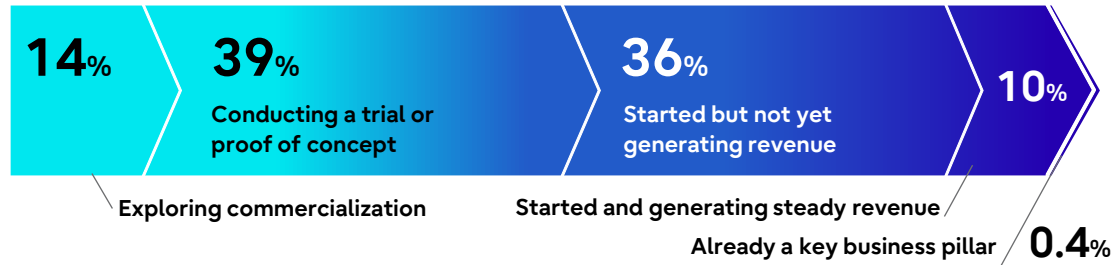 14%
39%
Conducting a trial or
proof of concept
36%
Started but not yet
generating revenue
10%
Exploring commercialization
Started and generating steady revenue
Already a key business pillar
0.4%